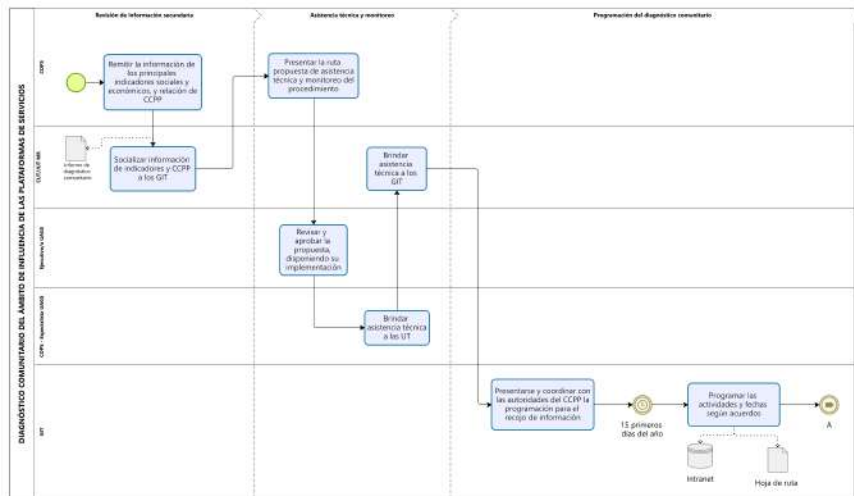 DIAGNÓSTICO COMUNITARIO DEL ÁMBITO DE INFLUENCIA DE LAS PLATAFORMAS DE SERVICIOS
Revisión de información secundaria
Asistencia técnica y monitoreo
Programación del diagnóstico comunitario
Remitir la información de
los principales
indicadores sociales y
económicos, y relación de
CCPP
Presentar la ruta
propuesta de asistencia
técnica y monitoreo del
procedimiento
Informe de
diagnóstico
comunitario
Socializar información
de indicadores y CCPP
a los GIT
Brindar
asistencia
técnica a los
GIT
Revisar y
aprobar la
propuesta,
disponiendo su
implementación
Brindar
asistencia técnica
a las UT
GIT
Presentarse y coordinar con
las autoridades del CCPP la
programación para el
recojo de información
15 primeros
días del año
Programar las
actividades y fechas
según acuerdos
A
Intranet
Hoja de ruta